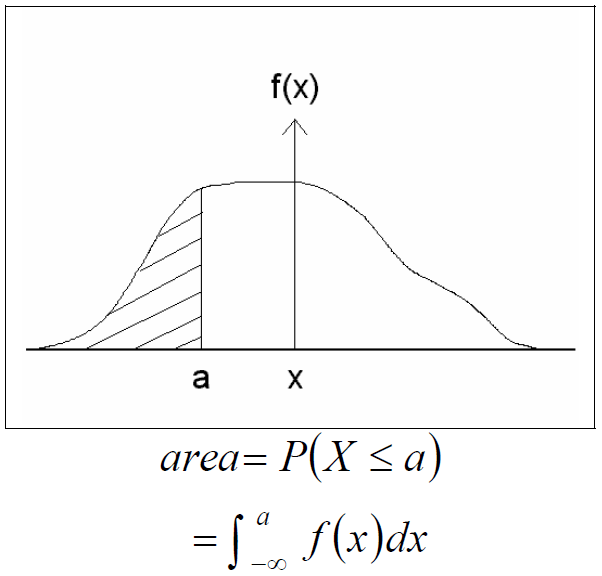 f(x)
a x
area = P(X ≤ a)
= ∫_{-∞}^{a} f(x)dx